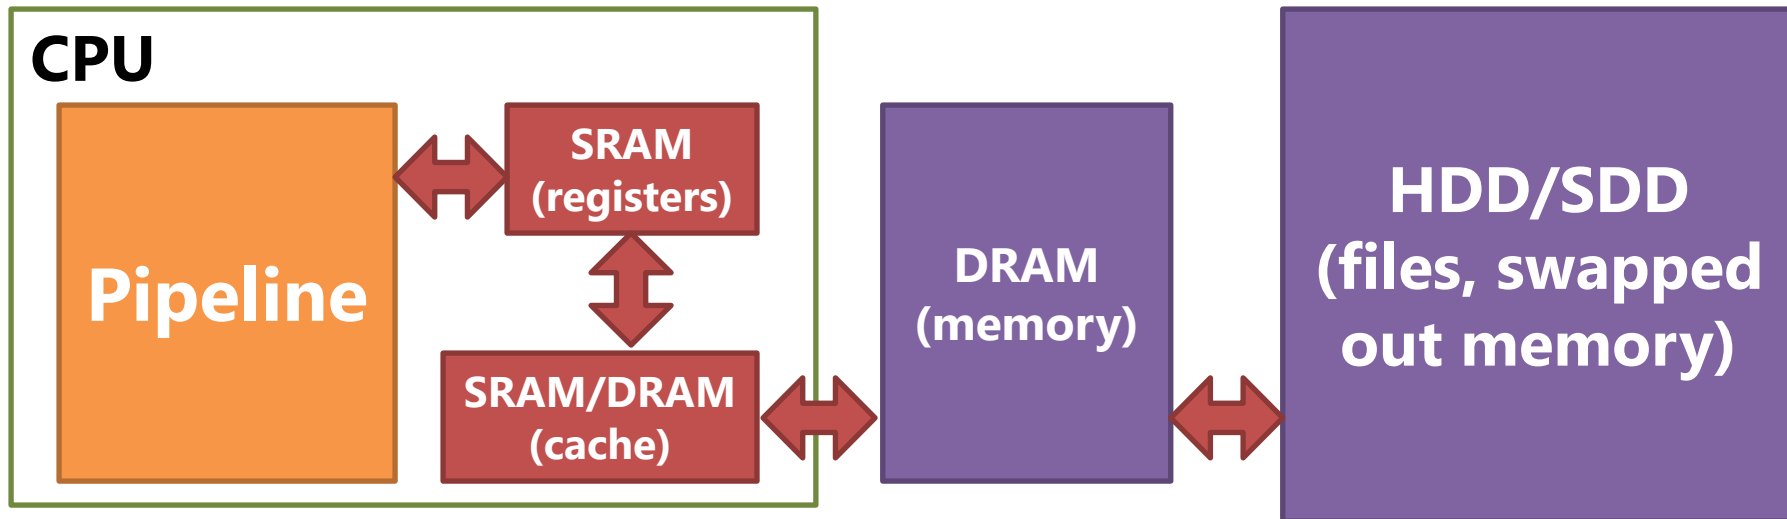 CPU
Pipeline
SRAM
(registers)
SRAM/DRAM
(cache)
DRAM
(memory)
HDD/SDD
(files, swapped
out memory)